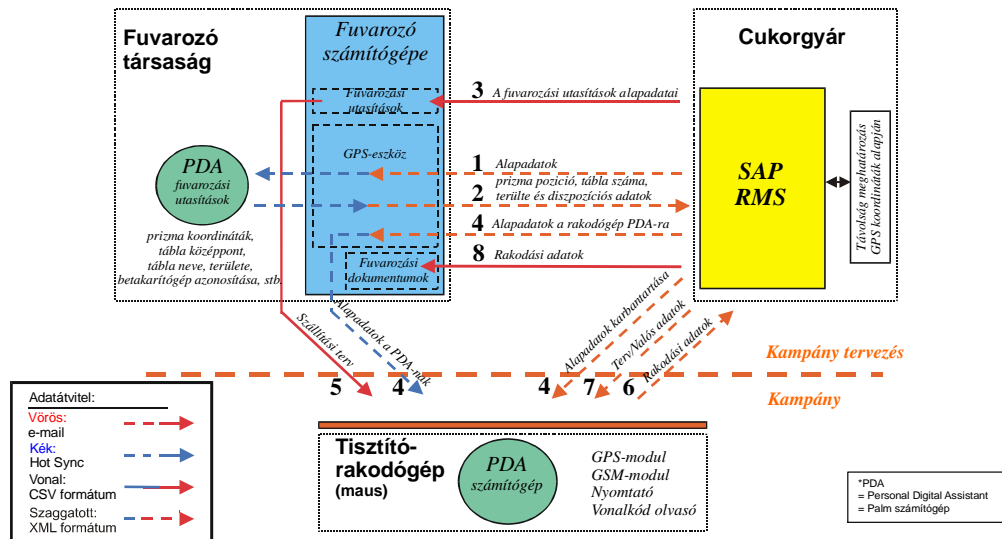 Fuvarozó
társaság
Fuvarozó
számítógépe
Cukorgyár
Fuvarozási
utasítások
3 A fuvarozási utasítások alapadatai
GPS-eszköz
1 Alapadatok
prizma pozició, tábla száma,
2 terülte és diszpozíciós adatok
4 Alapadatok a rakodógép PDA-ra
8 Rakodási adatok
PDA
fuvarozási
utasítások
prizma koordináták,
tábla középpont,
tábla neve, területe,
betakarítógép azonosítása, stb.
Fuvarozási
dokumentumok
SAP
RMS
Távolság meghatározás
GPS koordináták alapján
Szállítási terv
Alapadatok a PDA-nak
Alapadatok karbantartása
Terv/Valós adatok
Rakodási adatok
Kampány tervezés
5 4 4 7 6
Kampány
Adatátvitel:
Vörös:
e-mail
Kék:
Hot Sync
Vonal:
CSV formátum
Szaggatott:
XML formátum
Tisztító-
rakodógép
(maus)
PDA
számítógép
GPS-modul
GSM-modul
Nyomtató
Vonalkód olvasó
*PDA
= Personal Digital Assistant
= Palm számítógép